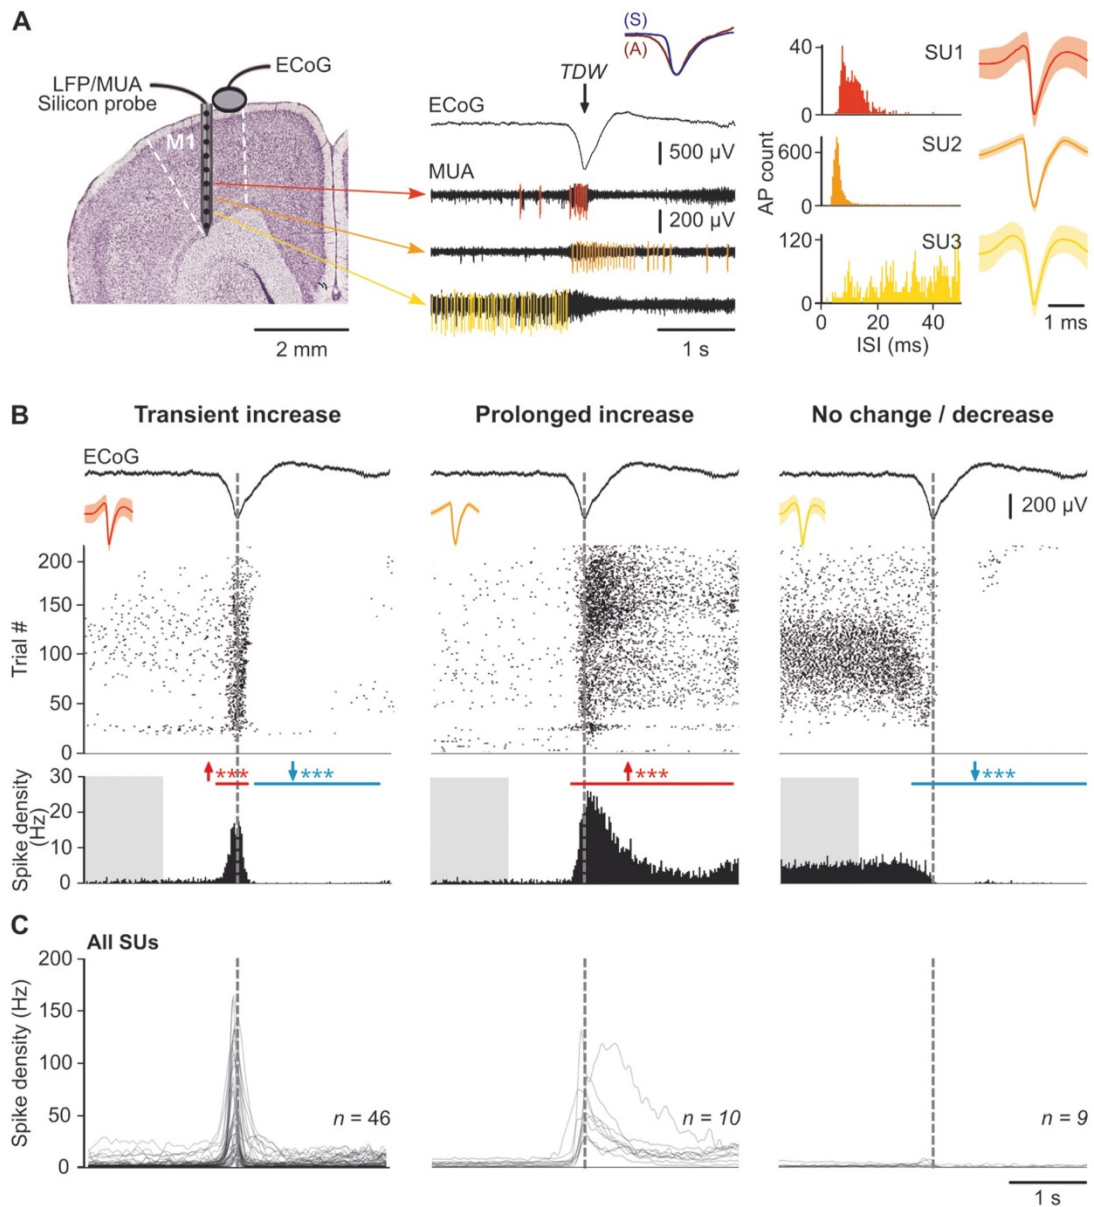 A
LFP/MUA
Silicon probe
ECoG
M1
2 mm
(S)
(A)
TDW
ECoG
500 µV
MUA
200 µV
1 s
AP count
40
0
SU1
600
0
SU2
120
0
SU3
0 20 40
ISI (ms)
1 ms
B
Transient increase Prolonged increase No change / decrease
ECoG
200 µV
Trial #
200
150
100
50
0
Spike density
(Hz)
30
20
10
0
***
***
***
***
C
All SUs
Spike density (Hz)
200
150
100
50
0
n = 46
n = 10
n = 9
1 s